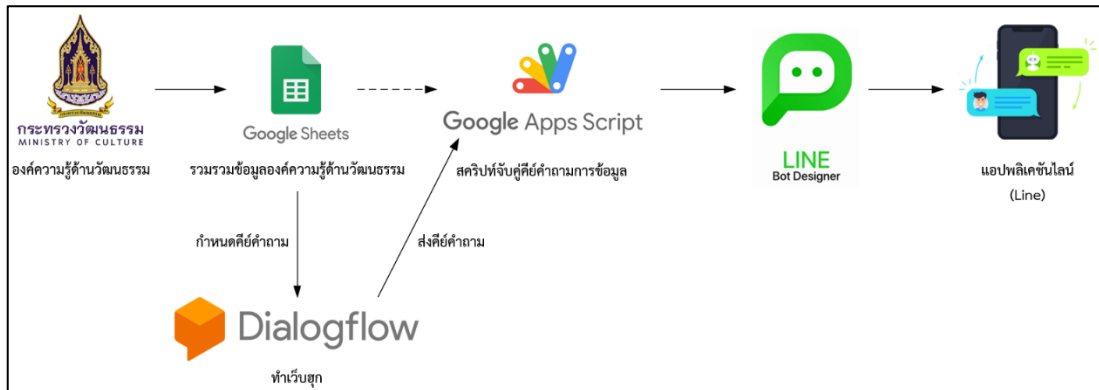 กระทรวงวัฒนธรรม
MINISTRY OF CULTURE
องค์ความรู้ด้านวัฒนธรรม
Google Sheets
รวมรวมข้อมูลองค์ความรู้ด้านวัฒนธรรม
Google Apps Script
สคริปท์จับคู่คีย์คำถามการข้อมูล
LINE
Bot Designer
แอปพลิเคชันไลน์
(Line)
กำหนดคีย์คำถาม
ส่งคีย์คำถาม
Dialogflow
ทำเว็บฮุก